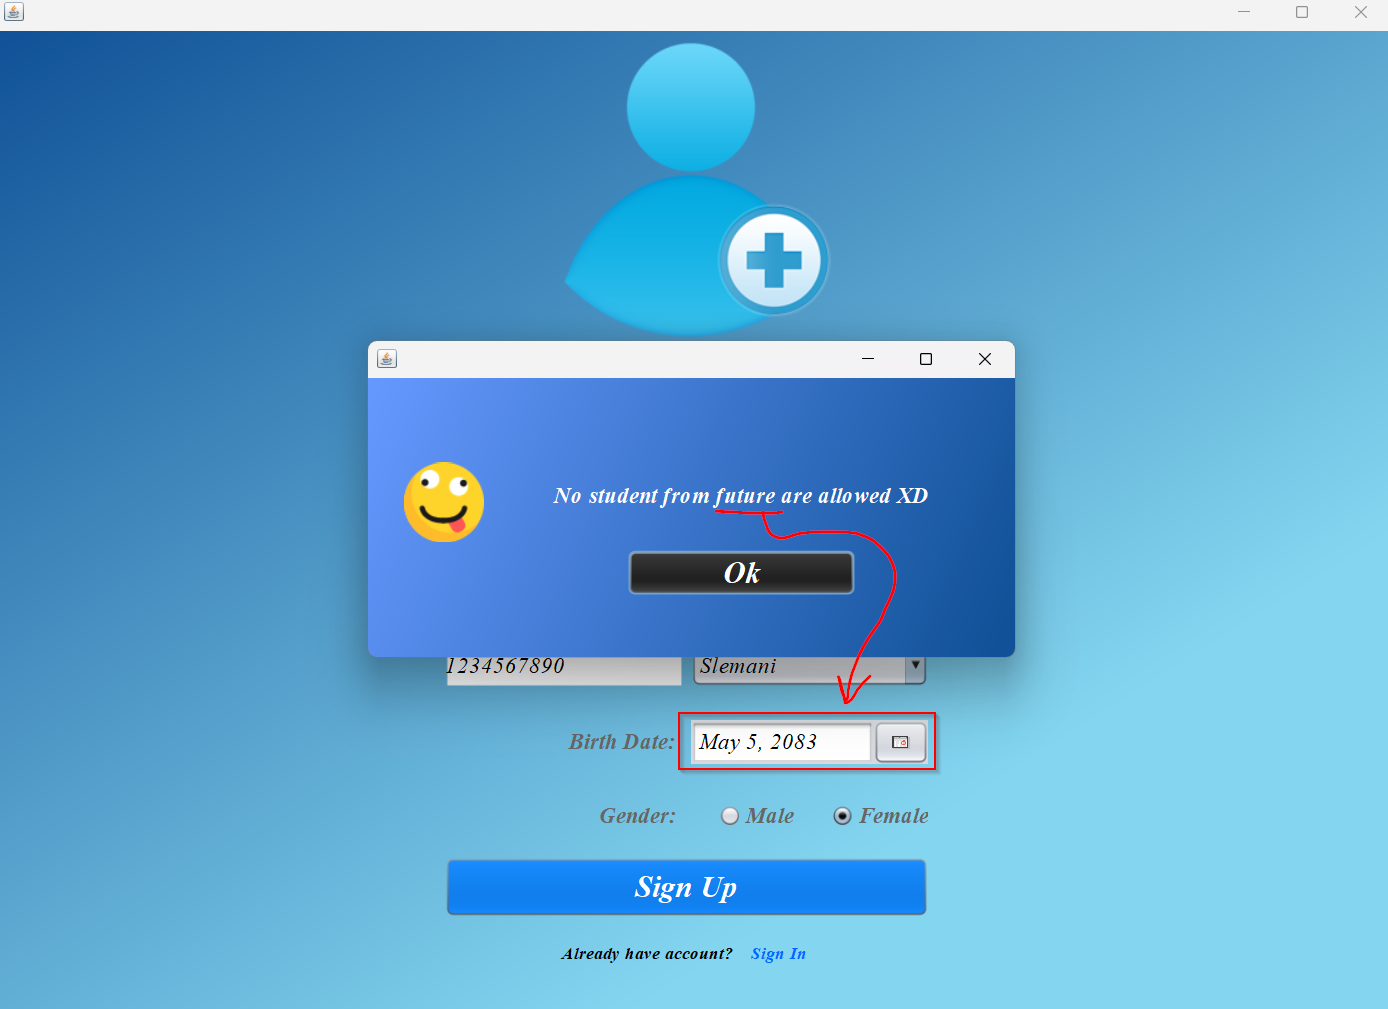 No student from future are allowed XD
Ok
1234567890
Slemani
Birth Date:
May 5, 2083
Gender:
Male
Female
Sign Up
Already have account? Sign In